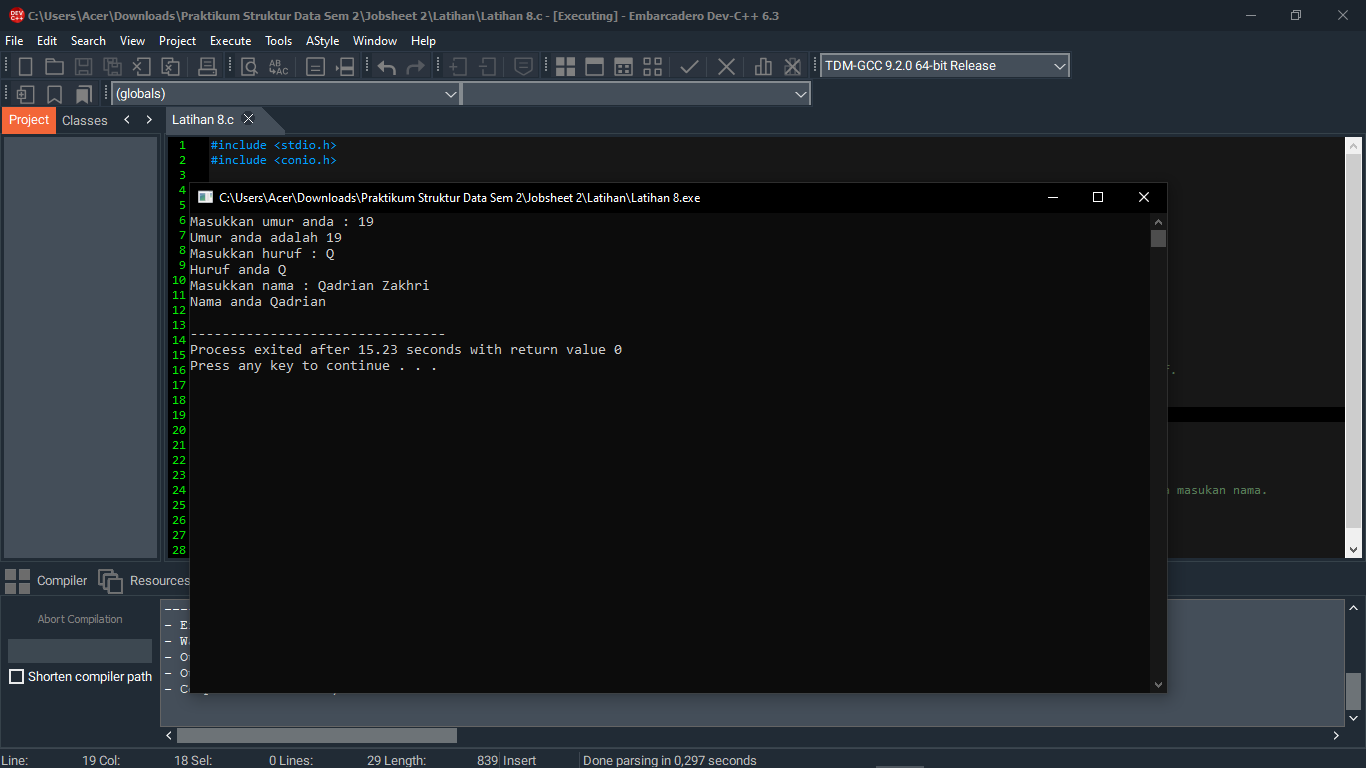 C:\Users\Acer\Downloads\Praktikum Struktur Data Sem 2\Jobsheet 2\Latihan\Latihan 8.c - [Executing] - Embarcadero Dev-C++ 6.3
File Edit Search View Project Execute Tools AStyle Window Help
TDM-GCC 9.2.0 64-bit Release
(globals)
Project Classes
Latihan 8.c
1 #include <stdio.h>
2 #include <conio.h>
3
4
5
6
7
8
9
10
11
12
13
14
15
16
17
18
19
20
21
22
23
24
25
26
27
28
C:\Users\Acer\Downloads\Praktikum Struktur Data Sem 2\Jobsheet 2\Latihan\Latihan 8.exe
Masukkan umur anda : 19
Umur anda adalah 19
Masukkan huruf : Q
Huruf anda Q
Masukkan nama : Qadrian Zakhri
Nama anda Qadrian
--------------------------------
Process exited after 15.23 seconds with return value 0
Press any key to continue . . .
masukan nama.
Compiler Resources
Abort Compilation
Shorten compiler path
Line: 19 Col: 18 Sel: 0 Lines: 29 Length: 839 Insert Done parsing in 0,297 seconds